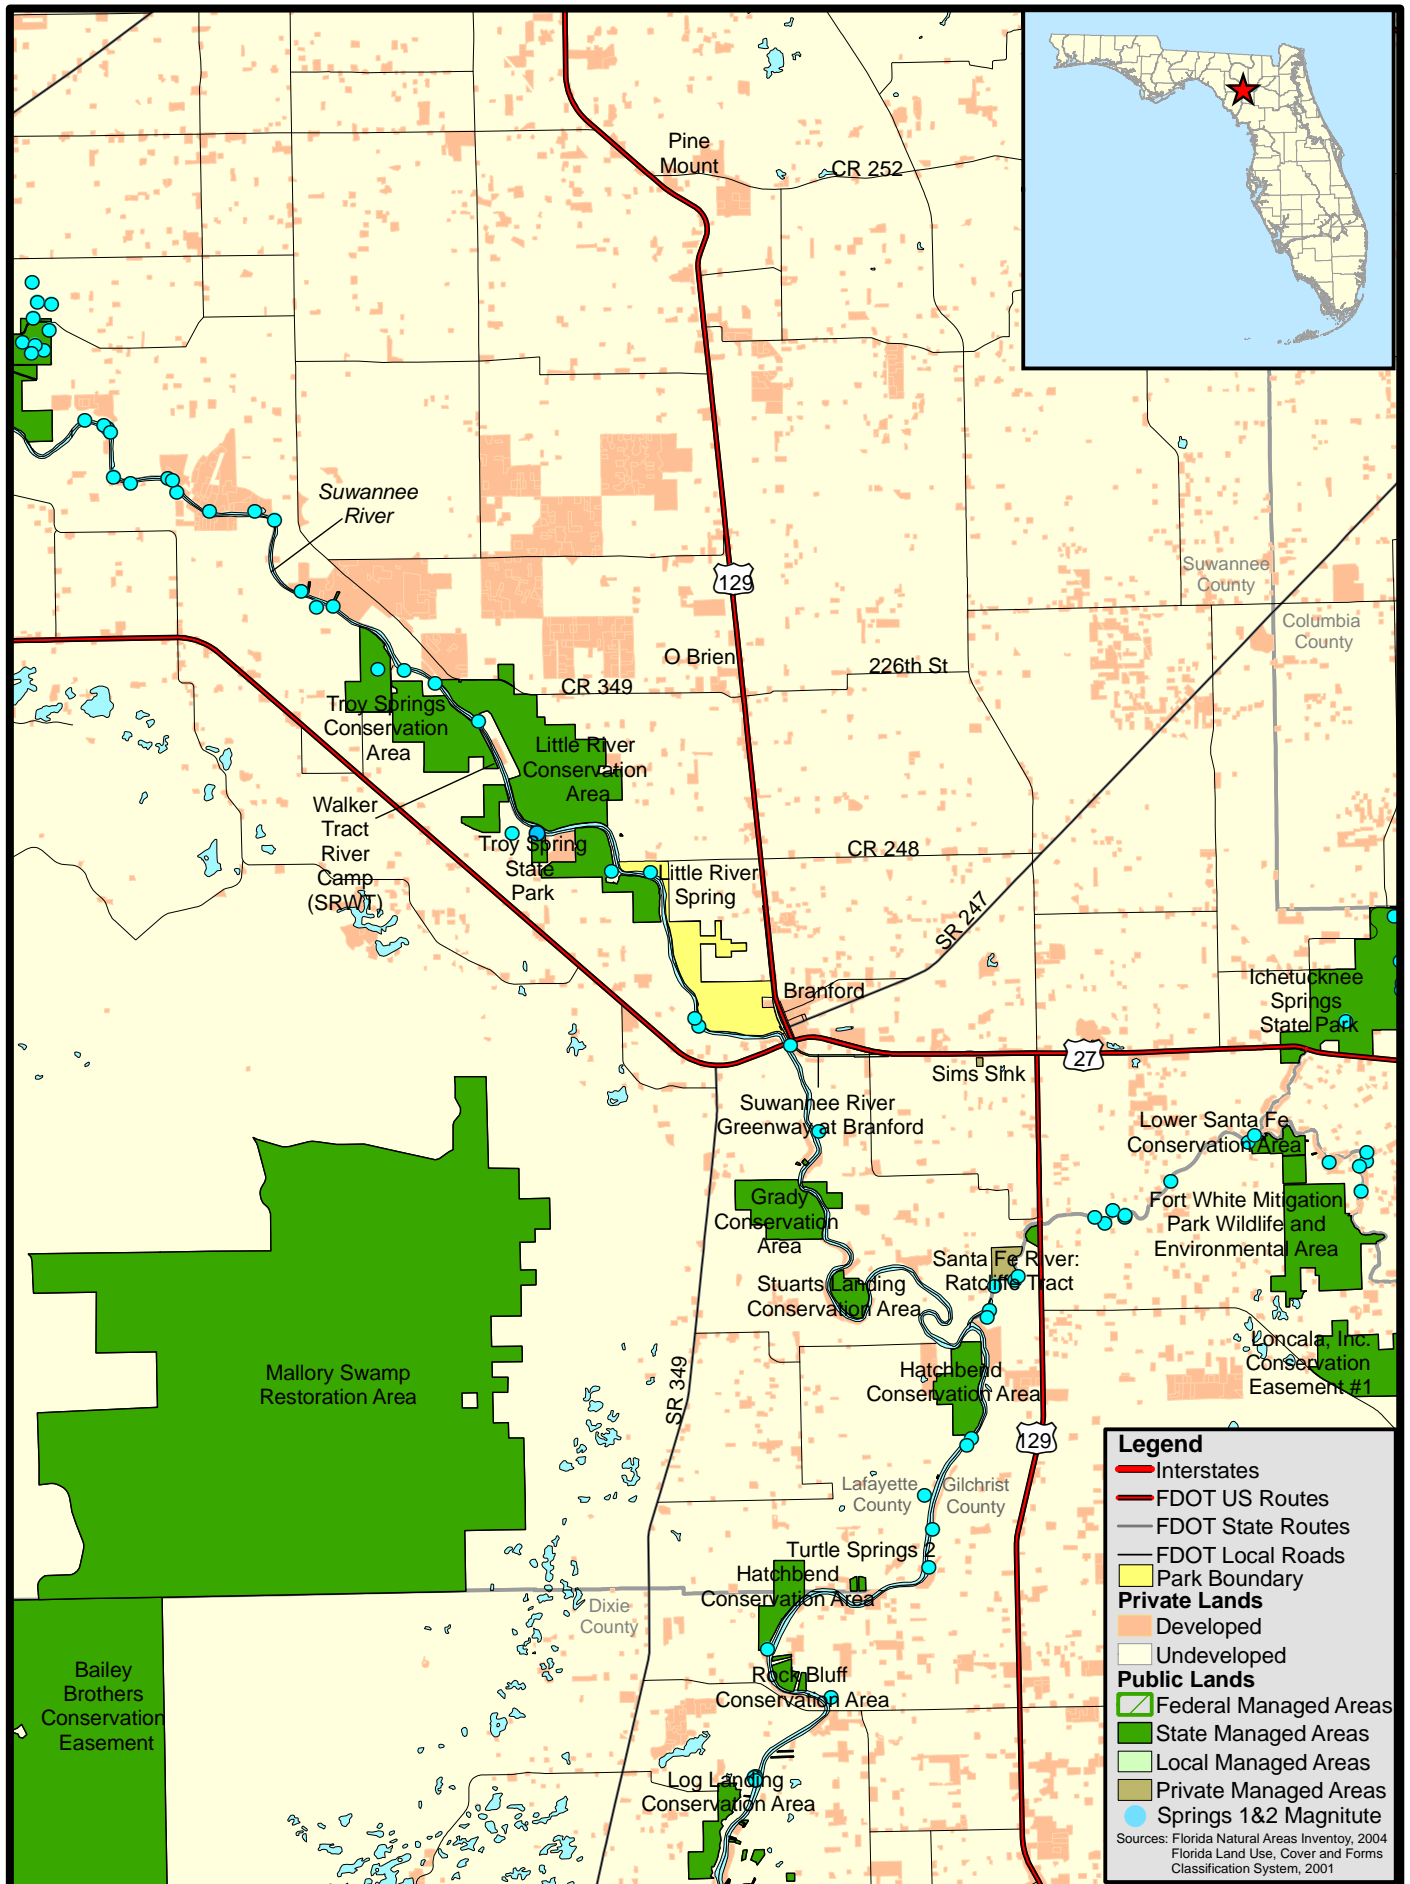 Pine
Mount
CR 252
Suwannee
River
129
Suwannee
County
Columbia
County
O Brien
226th St
CR 349
Troy Springs
Conservation
Area
Little River
Conservation
Area
Walker
Tract
River
Camp
(SRWT)
Troy Spring
State
Park
CR 248
Little River
Spring
SR 247
Branford
Ichetucknee
Springs
State Park
27
Sims Sink
Suwannee River
Greenway at Branford
Lower Santa Fe
Conservation Area
Grady
Conservation
Area
Fort White Mitigation
Park Wildlife and
Environmental Area
Santa Fe River:
Ratcliffe Tract
Stuarts Landing
Conservation Area
Loncala, Inc.
Conservation
Easement #1
Mallory Swamp
Restoration Area
SR 349
Hatchbend
Conservation Area
129
Lafayette
County
Gilchrist
County
Turtle Springs 2
Hatchbend
Conservation Area
Dixie
County
Bailey
Brothers
Conservation
Easement
Rock Bluff
Conservation Area
Log Landing
Conservation Area
Legend
Interstates
FDOT US Routes
FDOT State Routes
FDOT Local Roads
Park Boundary
Private Lands
Developed
Undeveloped
Public Lands
Federal Managed Areas
State Managed Areas
Local Managed Areas
Private Managed Areas
Springs 1&2 Magnitute
Sources: Florida Natural Areas Inventoy, 2004
Florida Land Use, Cover and Forms
Classification System, 2001